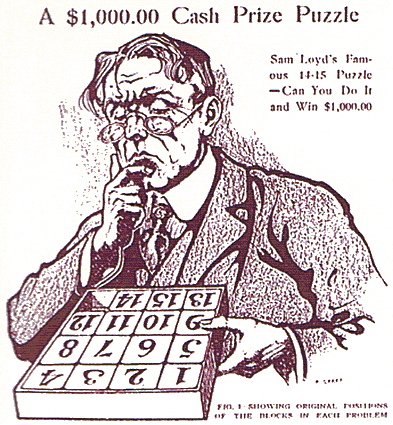 A $1,000.00 Cash Prize Puzzle
Sam Loyd's Fam-
ous 14-15 Puzzle
—Can You Do It
and Win $1,000.00
14 15 13
12 11 10 9
8 7 6 5
4 3 2 1
FIG. 1 SHOWING ORIGINAL POSITIONS
OF THE BLOCKS IN EACH PROBLEM